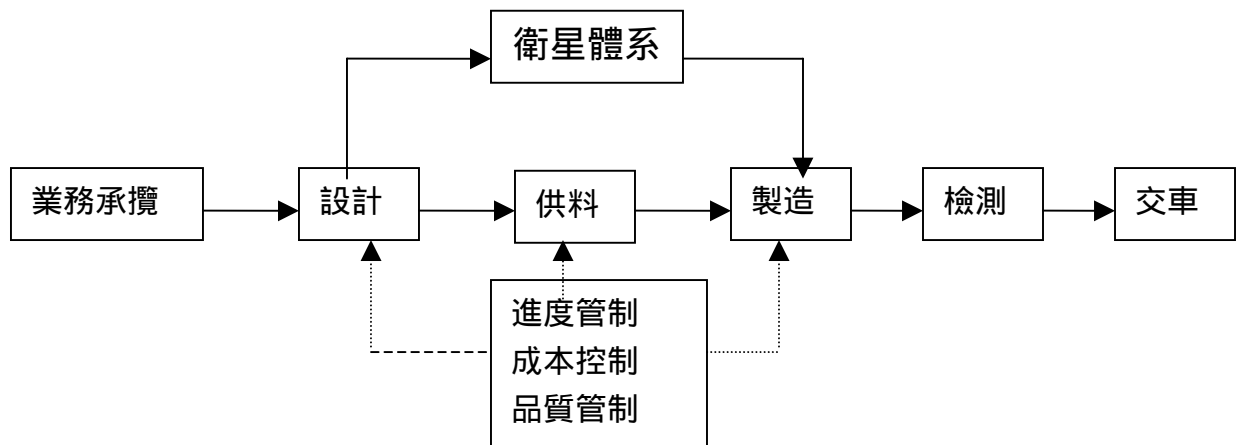 衛星體系
業務承攬
設計
供料
製造
檢測
交車
進度管制
成本控制
品質管制